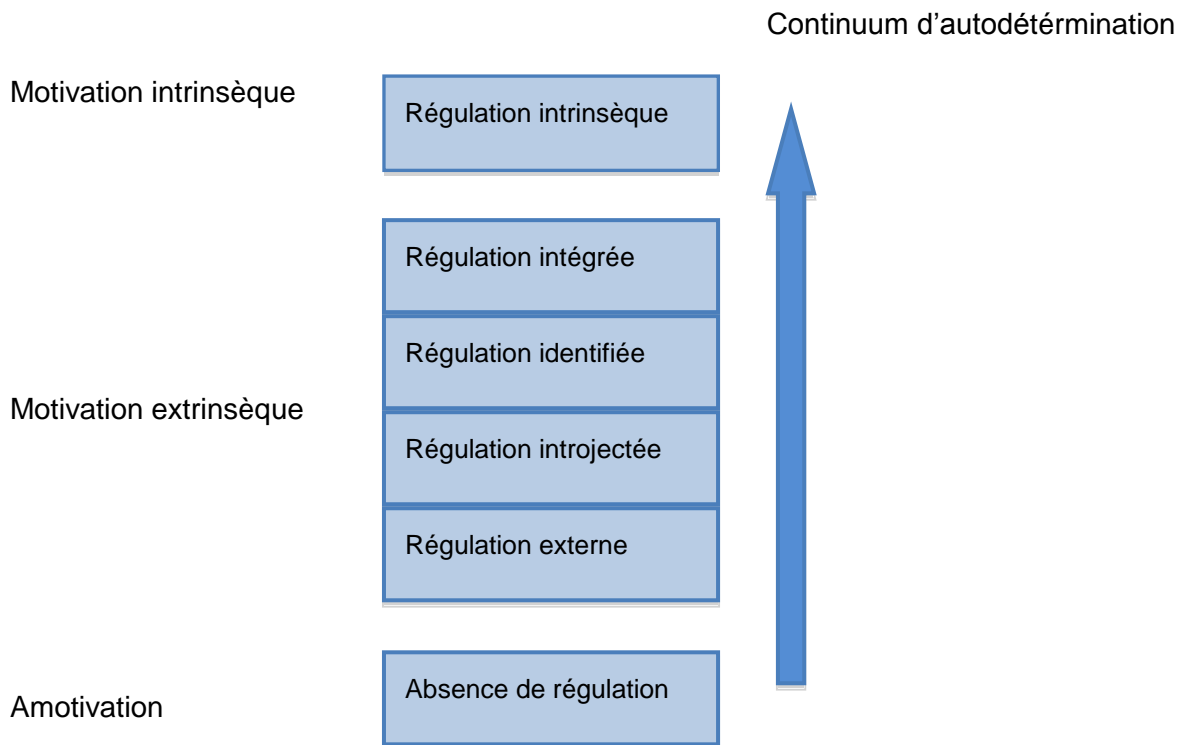 Continuum d’autodétérmination
Motivation intrinsèque
Régulation intrinsèque
Régulation intégrée
Régulation identifiée
Motivation extrinsèque
Régulation introjectée
Régulation externe
Absence de régulation
Amotivation